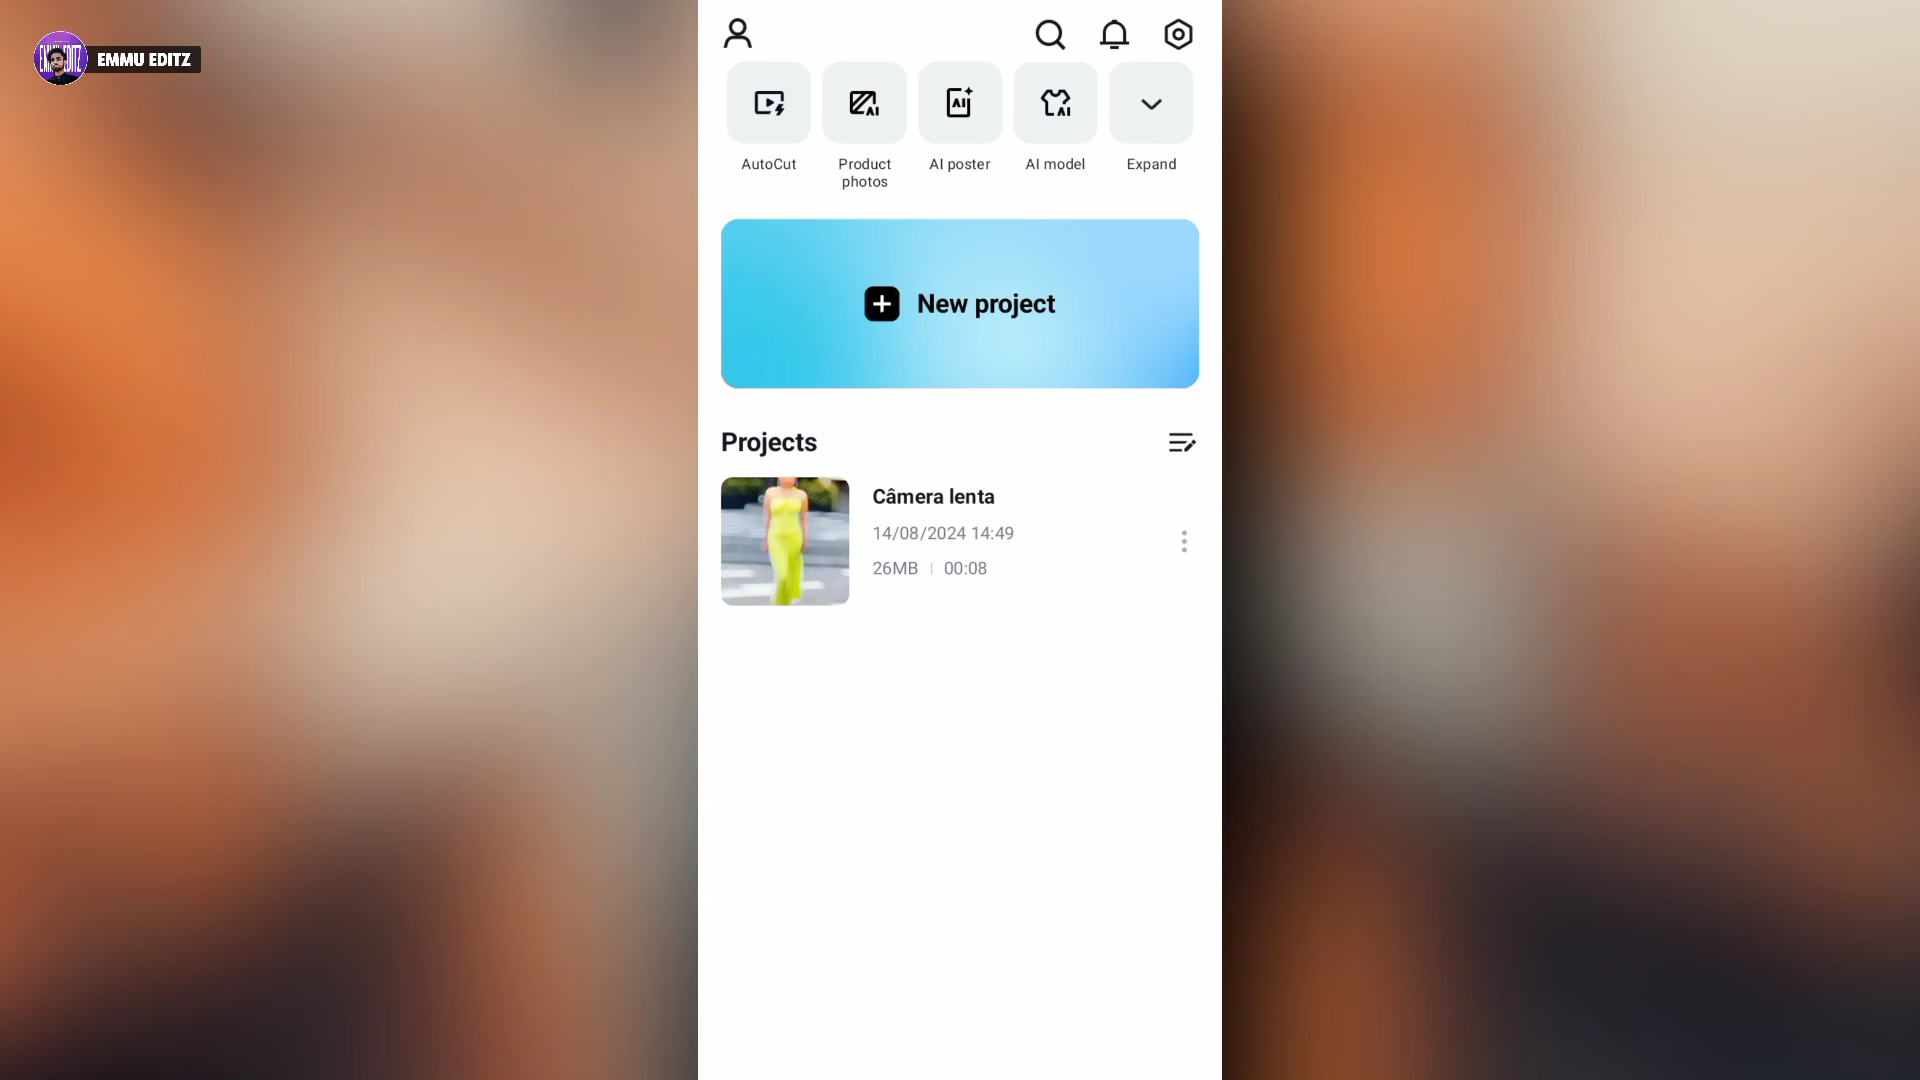 EMMU EDITZ
AutoCut
Product
photos
AI poster
AI model
Expand
New project
Projects
Câmera lenta
14/08/2024 14:49
26MB | 00:08